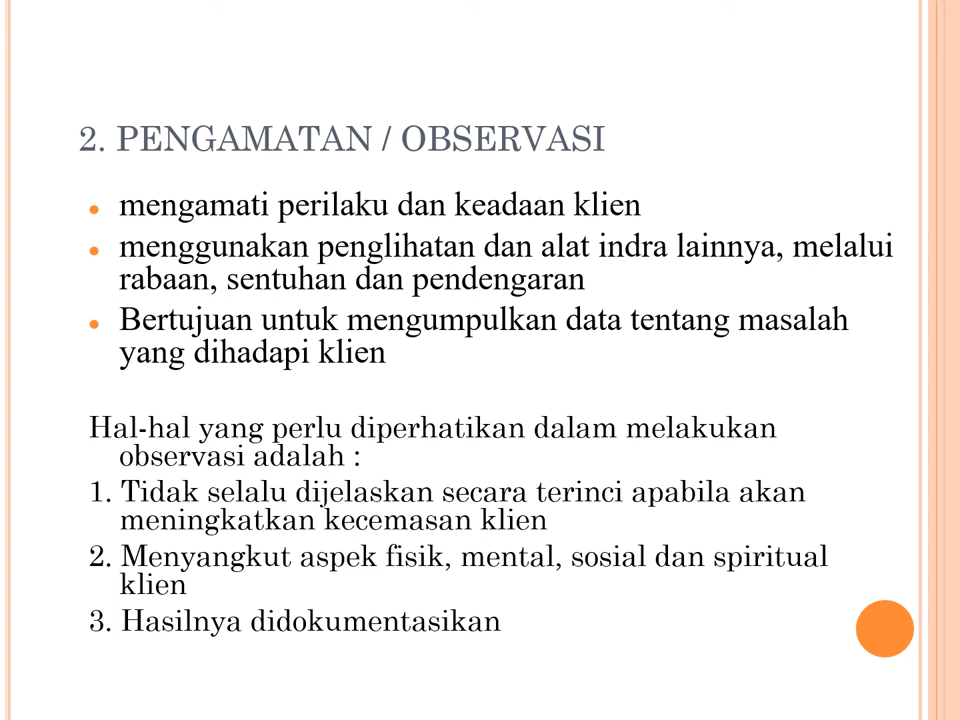 2. PENGAMATAN / OBSERVASI
• mengamati perilaku dan keadaan klien
• menggunakan penglihatan dan alat indra lainnya, melalui
rabaan, sentuhan dan pendengaran
• Bertujuan untuk mengumpulkan data tentang masalah
yang dihadapi klien
Hal-hal yang perlu diperhatikan dalam melakukan
observasi adalah :
1. Tidak selalu dijelaskan secara terinci apabila akan
meningkatkan kecemasan klien
2. Menyangkut aspek fisik, mental, sosial dan spiritual
klien
3. Hasilnya didokumentasikan